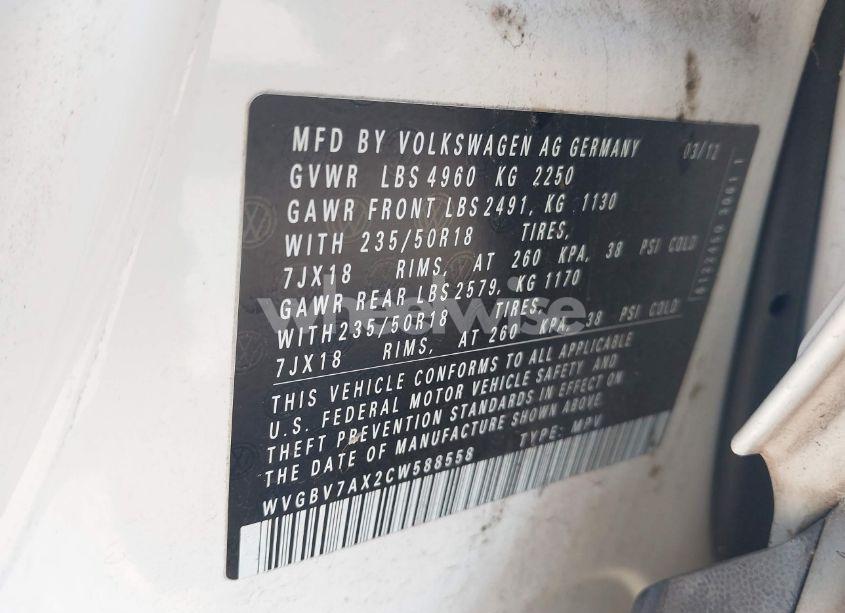 MFD BY VOLKSWAGEN AG GERMANY 03/12
GVWR LBS 4960 KG 2250
GAWR FRONT LBS 2491, KG 1130
WITH 235/50R18 TIRES,
7JX18 RIMS, AT 260 KPA, 38 PSI COLD
GAWR REAR LBS 2579, KG 1170
WITH 235/50R18 TIRES,
7JX18 RIMS, AT 260 KPA, 38 PSI COLD
THIS VEHICLE CONFORMS TO ALL APPLICABLE
U.S. FEDERAL MOTOR VEHICLE SAFETY AND
THEFT PREVENTION STANDARDS IN EFFECT ON
THE DATE OF MANUFACTURE SHOWN ABOVE.
WVGBV7AX2CW588558 TYPE: MPV
wheelwise